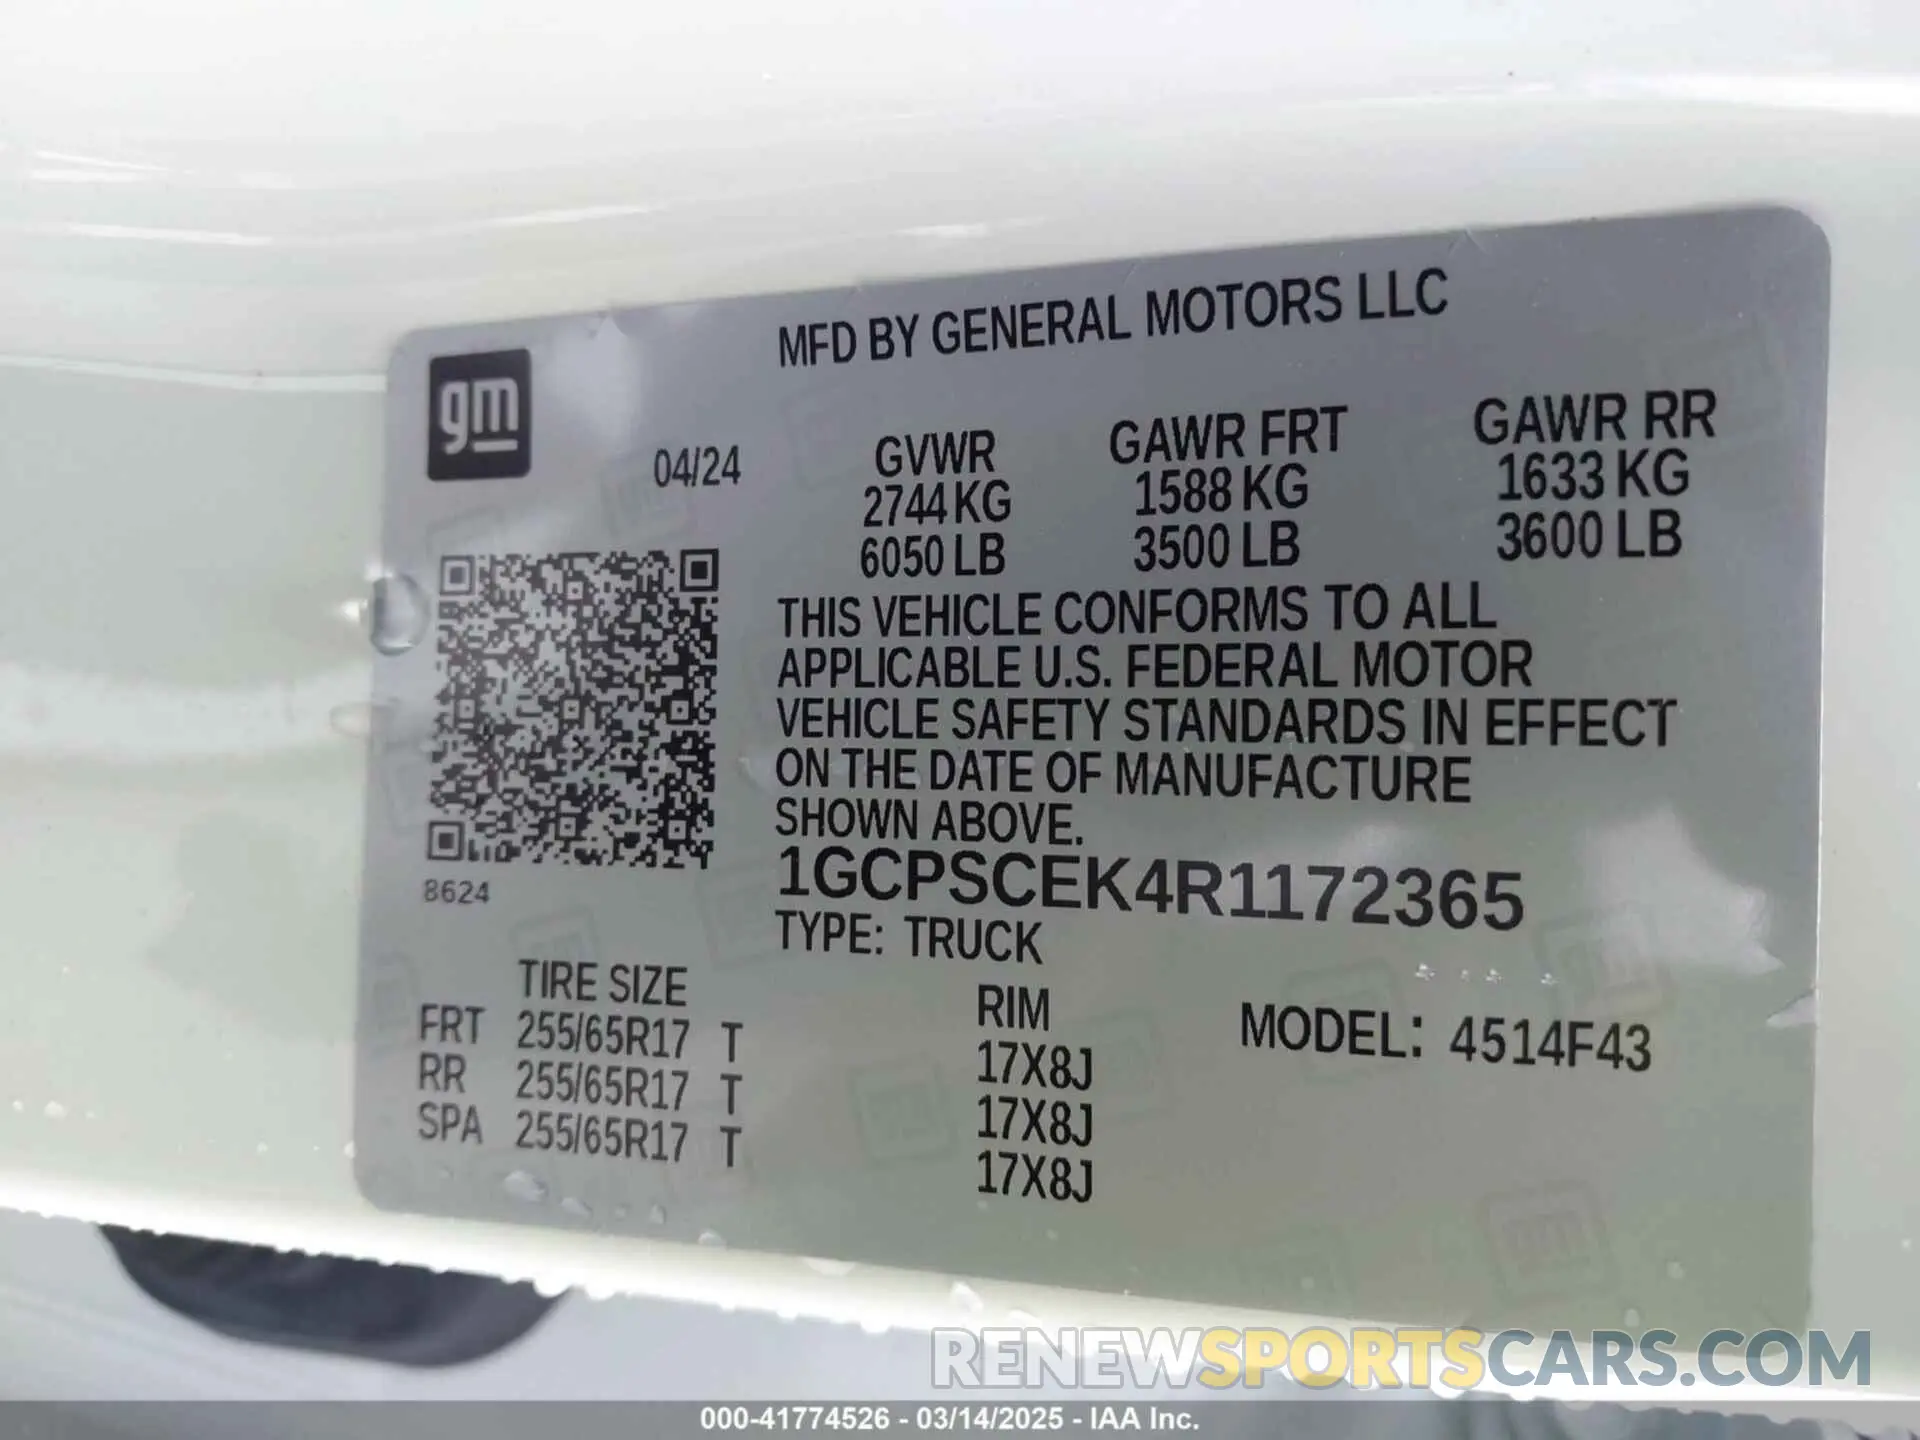 MFD BY GENERAL MOTORS LLC
gm
04/24
GVWR GAWR FRT GAWR RR
2744 KG 1588 KG 1633 KG
6050 LB 3500 LB 3600 LB
THIS VEHICLE CONFORMS TO ALL
APPLICABLE U.S. FEDERAL MOTOR
VEHICLE SAFETY STANDARDS IN EFFECT
ON THE DATE OF MANUFACTURE
SHOWN ABOVE.
1GCPSCEK4R1172365
TYPE: TRUCK
8624
TIRE SIZE RIM
FRT 255/65R17 T 17X8J
RR 255/65R17 T 17X8J
SPA 255/65R17 T 17X8J
MODEL: 4514F43
RENEWSPORTSCARS.COM
000-41774526 - 03/14/2025 - IAA Inc.